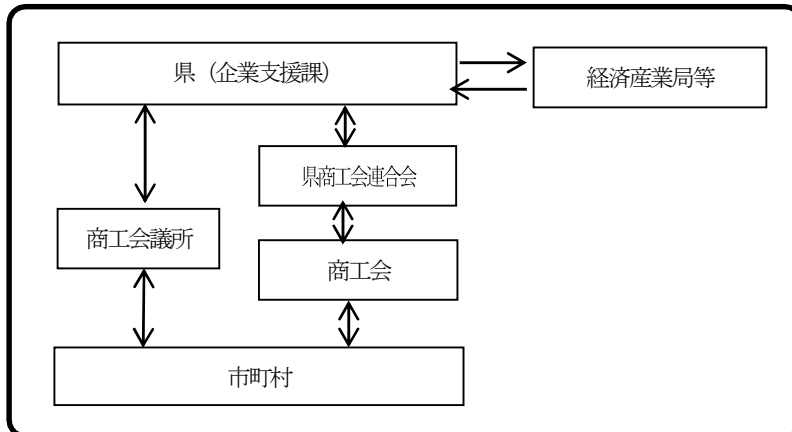 県（企業支援課）
経済産業局等
県商工会連合会
商工会議所
商工会
市町村